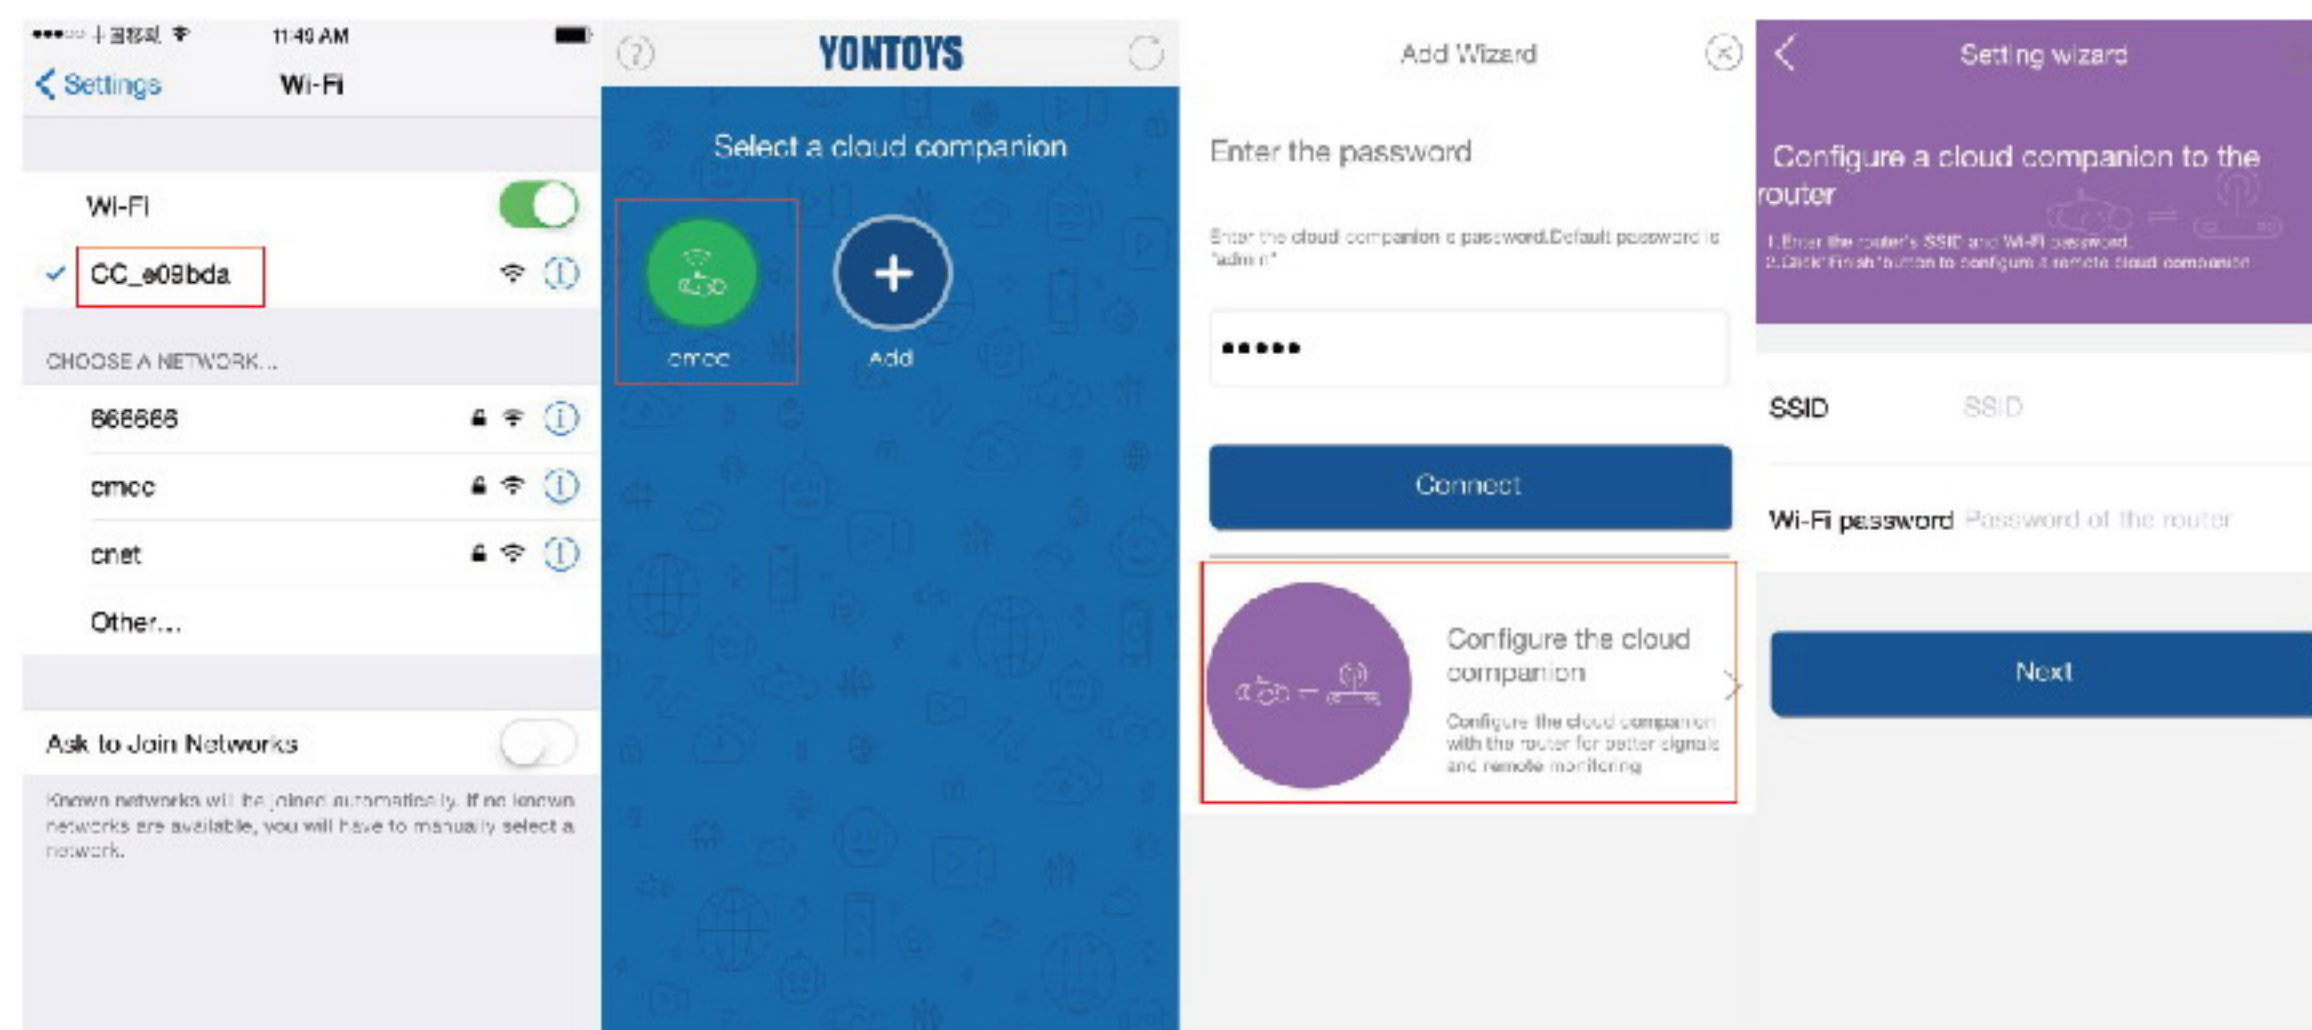 11:49 AM
Settings
Wi-Fi
Wi-Fi
CC_e09bda
CHOOSE A NETWORK...
666666
cmcc
cnet
Other...
Ask to Join Networks
Known networks will be joined automatically. If no known
networks are available, you will have to manually select a
network.
YONTOYS
Select a cloud companion
cmcc
Add
Add Wizard
Enter the password
Enter the cloud companion's password.Default password is
"admin"
Connect
Configure the cloud
companion
Configure the cloud companion
with the router for better signals
and remote monitoring
Setting wizard
Configure a cloud companion to the
router
1.Enter the router's SSID and Wi-Fi password.
2.Click"Finish"button to configure a remote cloud companion
SSID SSID
Wi-Fi password Password of the router
Next